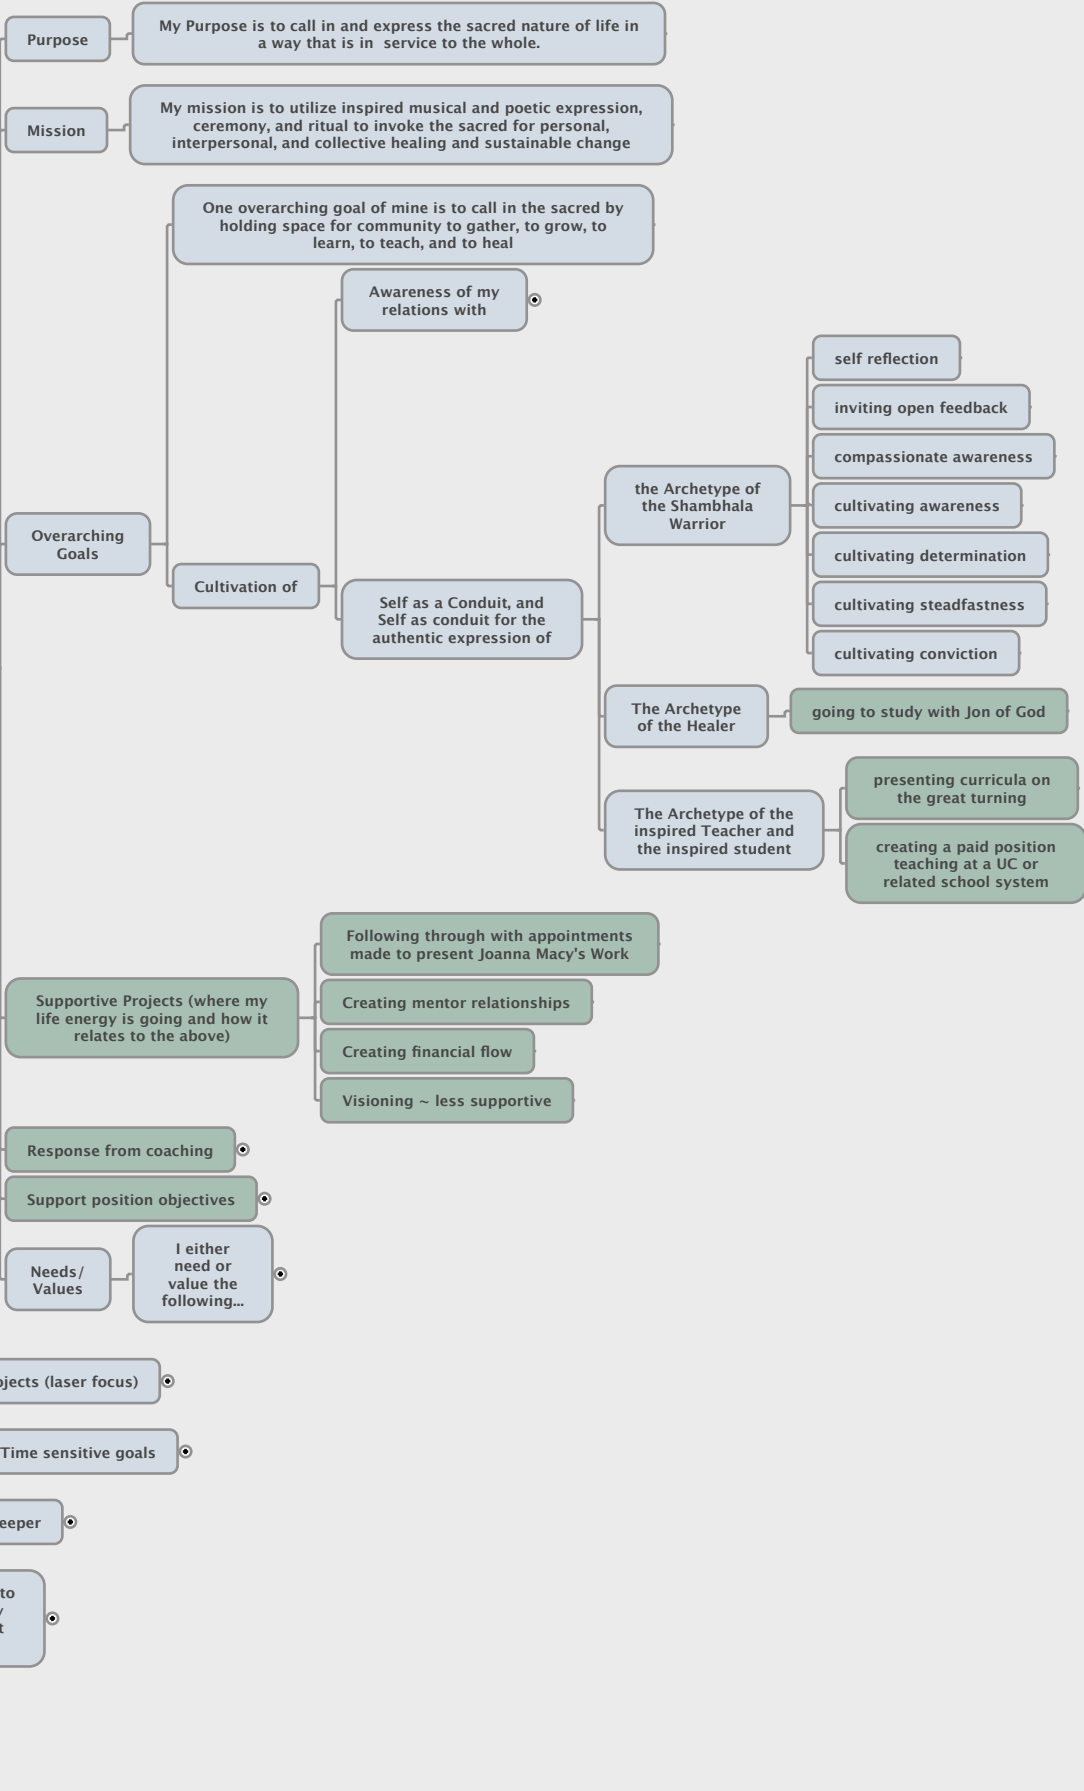 Purpose
My Purpose is to call in and express the sacred nature of life in
a way that is in  service to the whole.
Mission
My mission is to utilize inspired musical and poetic expression,
ceremony, and ritual to invoke the sacred for personal,
interpersonal, and collective healing and sustainable change
Overarching
Goals
One overarching goal of mine is to call in the sacred by
holding space for community to gather, to grow, to
learn, to teach, and to heal
Cultivation of
Awareness of my
relations with
Self as a Conduit, and
Self as conduit for the
authentic expression of
the Archetype of
the Shambhala
Warrior
self reflection
inviting open feedback
compassionate awareness
cultivating awareness
cultivating determination
cultivating steadfastness
cultivating conviction
The Archetype
of the Healer
going to study with Jon of God
The Archetype of the
inspired Teacher and
the inspired student
presenting curricula on
the great turning
creating a paid position
teaching at a UC or
related school system
Supportive Projects (where my
life energy is going and how it
relates to the above)
Following through with appointments
made to present Joanna Macy's Work
Creating mentor relationships
Creating financial flow
Visioning ~ less supportive
Response from coaching
Support position objectives
Needs/
Values
I either
need or
value the
following...
ojects (laser focus)
Time sensitive goals
eeper
to
/
t